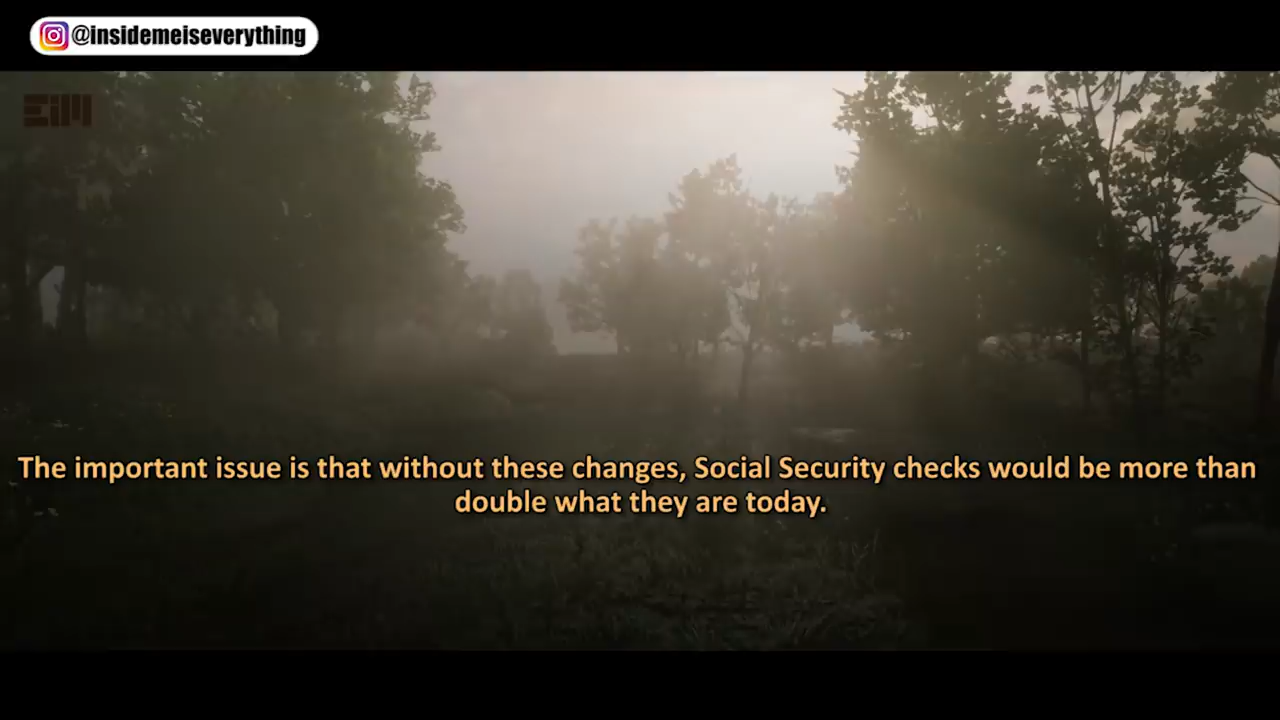 @insidemeiseverything
EIM
The important issue is that without these changes, Social Security checks would be more than
double what they are today.